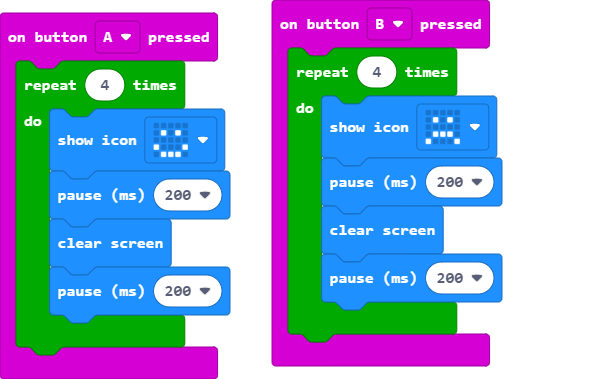 on button A pressed
repeat 4 times
do
show icon
pause (ms) 200
clear screen
pause (ms) 200
on button B pressed
repeat 4 times
do
show icon
pause (ms) 200
clear screen
pause (ms) 200